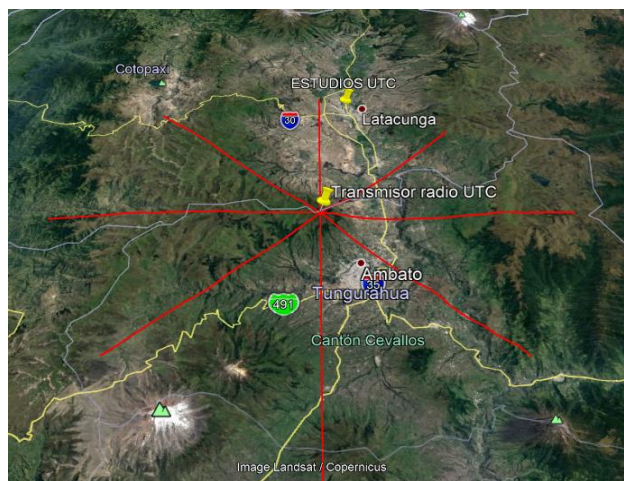 Cotopaxi
ESTUDIOS UTC
30
Latacunga
Transmisor radio UTC
Ambato
35
Tungurahua
491
Cantón Cevallos
Image Landsat / Copernicus